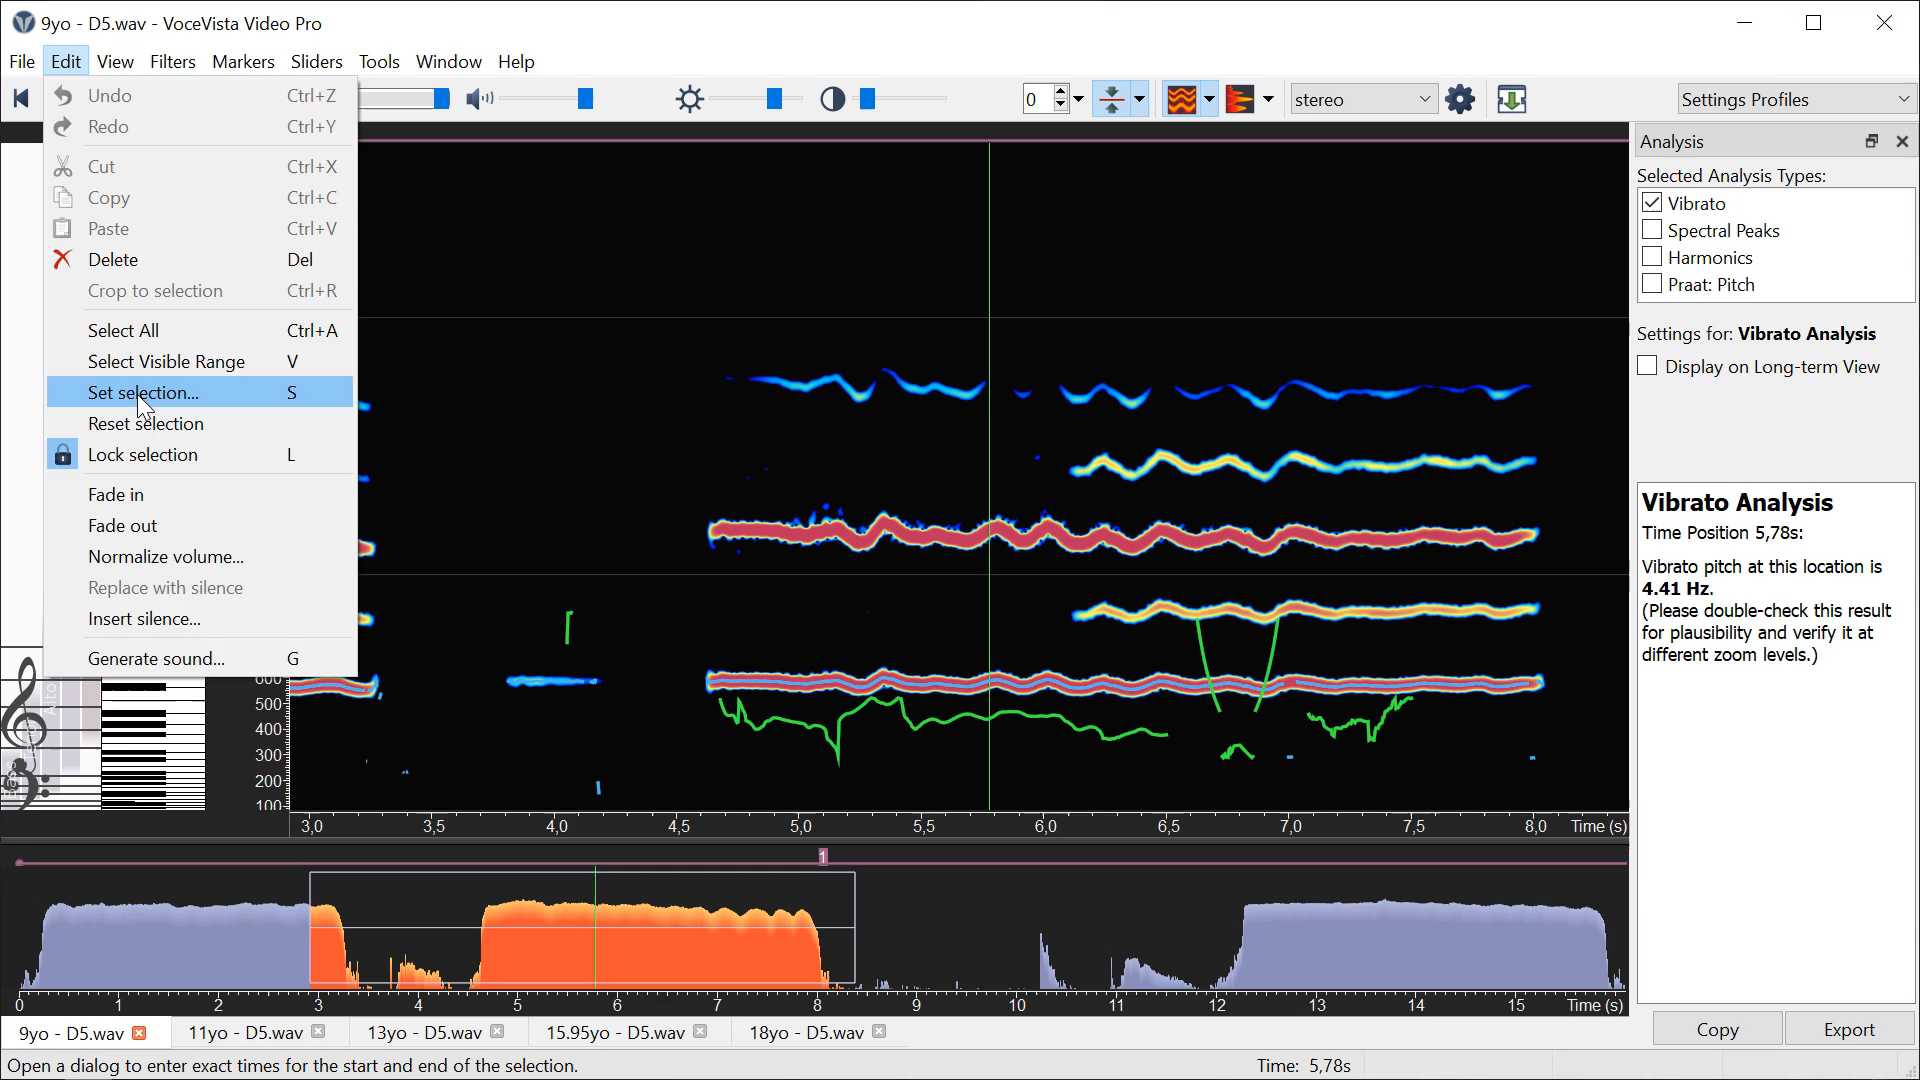 9yo - D5.wav - VoceVista Video Pro
File Edit View Filters Markers Sliders Tools Window Help
0 stereo Settings Profiles
Undo Ctrl+Z
Redo Ctrl+Y
Cut Ctrl+X
Copy Ctrl+C
Paste Ctrl+V
Delete Del
Crop to selection Ctrl+R
Select All Ctrl+A
Select Visible Range V
Set selection... S
Reset selection
Lock selection L
Fade in
Fade out
Normalize volume...
Replace with silence
Insert silence...
Generate sound... G
Analysis
Selected Analysis Types:
Vibrato
Spectral Peaks
Harmonics
Praat: Pitch
Settings for: Vibrato Analysis
Display on Long-term View
Vibrato Analysis
Time Position 5,78s:
Vibrato pitch at this location is
4.41 Hz.
(Please double-check this result
for plausibility and verify it at
different zoom levels.)
Copy Export
Alto
Tenor
Bass
600
500
400
300
200
100
3,0 3,5 4,0 4,5 5,0 5,5 6,0 6,5 7,0 7,5 8,0 Time (s)
1
0 1 2 3 4 5 6 7 8 9 10 11 12 13 14 15 Time (s)
9yo - D5.wav 11yo - D5.wav 13yo - D5.wav 15.95yo - D5.wav 18yo - D5.wav
Open a dialog to enter exact times for the start and end of the selection. Time: 5,78s